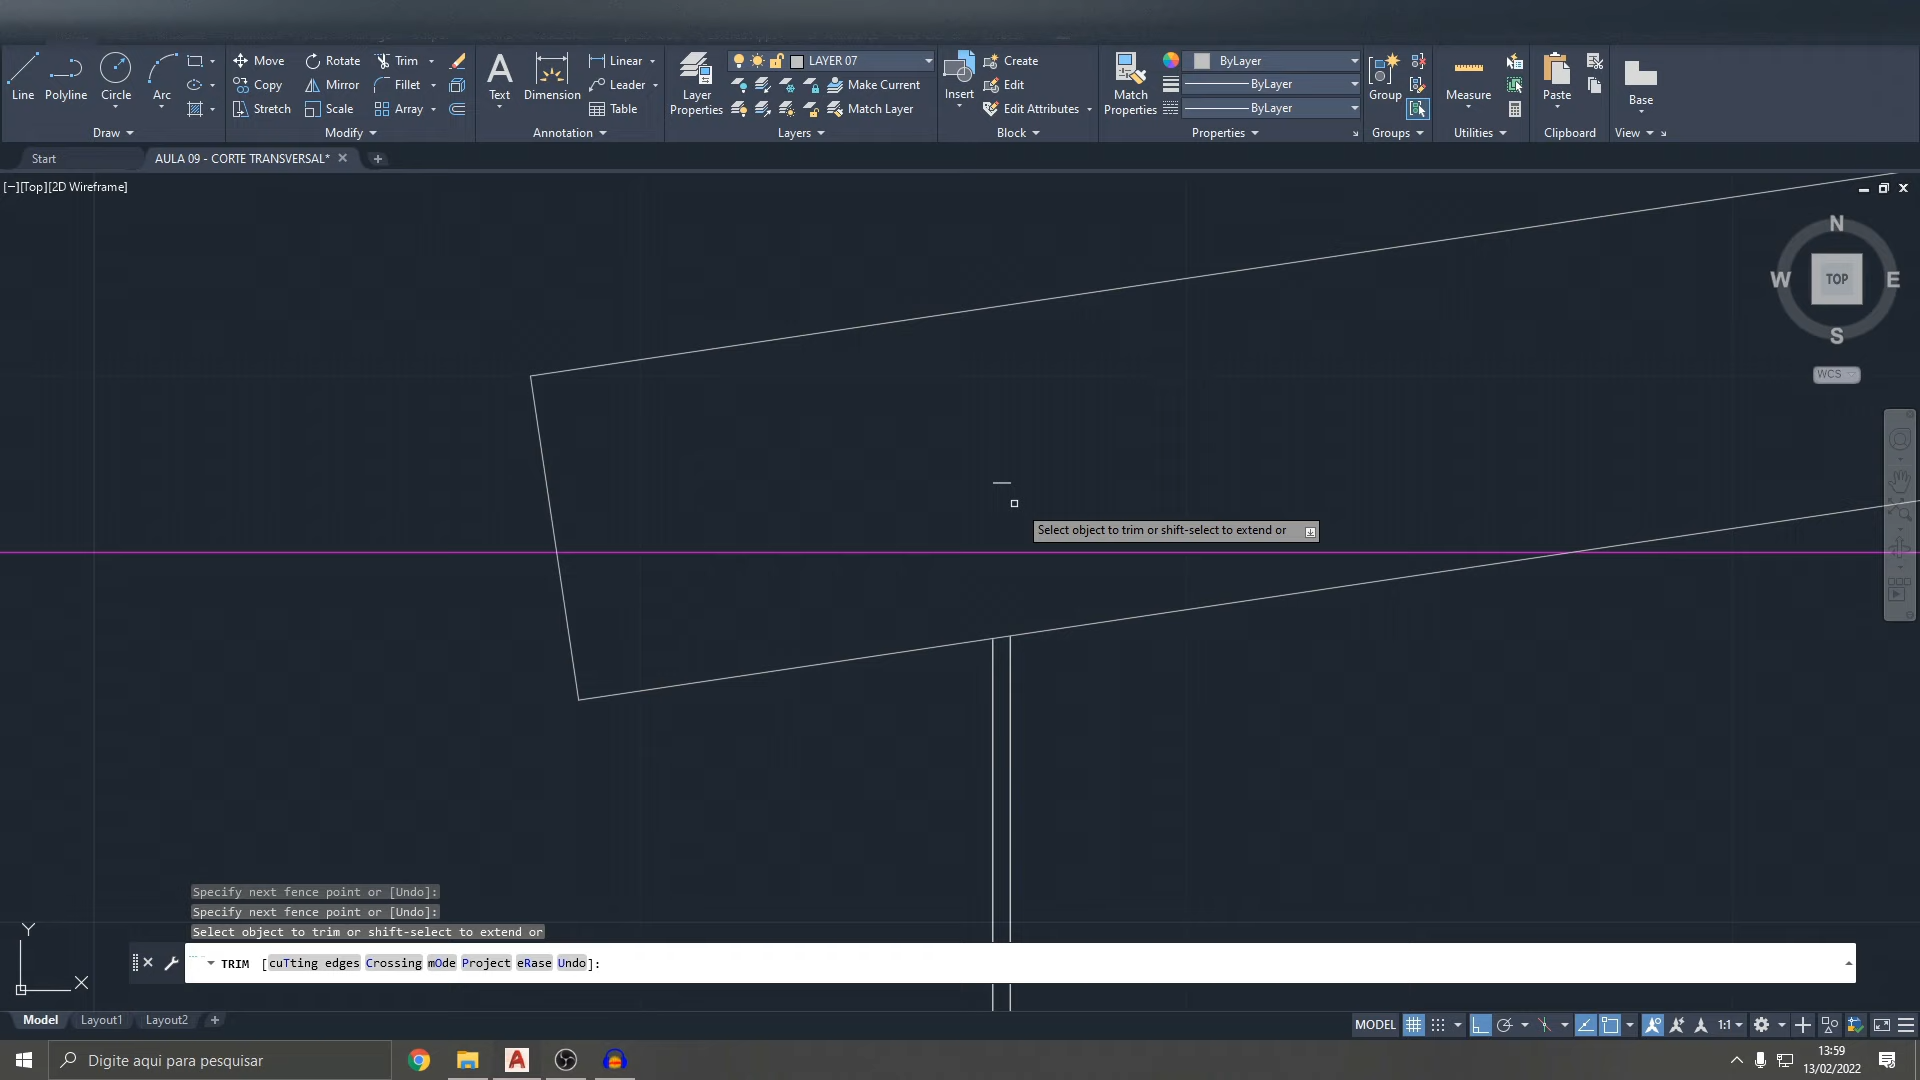 Line
Polyline
Circle
Arc
Draw
Move
Rotate
Trim
Copy
Mirror
Fillet
Stretch
Scale
Array
Modify
Text
Dimension
Linear
Leader
Table
Annotation
Layer
Properties
LAYER 07
Make Current
Match Layer
Layers
Insert
Create
Edit
Edit Attributes
Block
Match
Properties
ByLayer
ByLayer
ByLayer
Properties
Group
Groups
Measure
Utilities
Paste
Clipboard
Base
View
Start
AULA 09 - CORTE TRANSVERSAL*
[−][Top][2D Wireframe]
N
W
TOP
E
S
WCS
Select object to trim or shift-select to extend or
Specify next fence point or [Undo]:
Specify next fence point or [Undo]:
Select object to trim or shift-select to extend or
TRIM [cuTting edges Crossing mOde Project eRase Undo]:
Y
X
Model
Layout1
Layout2
MODEL
1:1
Digite aqui para pesquisar
13:59
13/02/2022